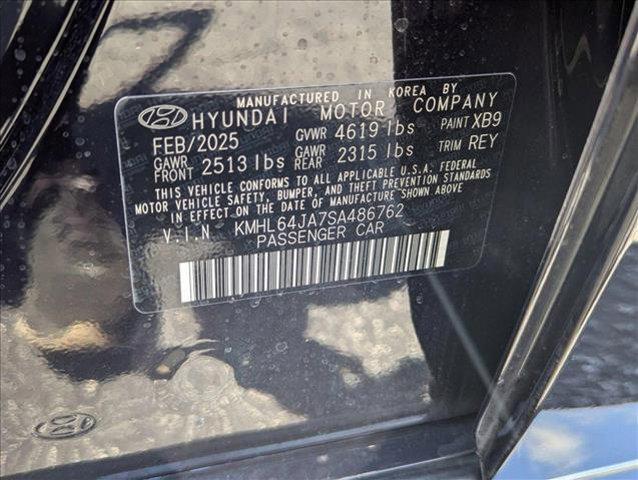 MANUFACTURED IN KOREA BY
HYUNDAI MOTOR COMPANY
FEB/2025 GVWR 4619 lbs PAINT XB9
GAWR FRONT 2513 lbs GAWR REAR 2315 lbs TRIM REY
THIS VEHICLE CONFORMS TO ALL APPLICABLE U.S.A. FEDERAL
MOTOR VEHICLE SAFETY, BUMPER, AND THEFT PREVENTION STANDARDS
IN EFFECT ON THE DATE OF MANUFACTURE SHOWN ABOVE
V.I.N KMHL64JA7SA486762
PASSENGER CAR